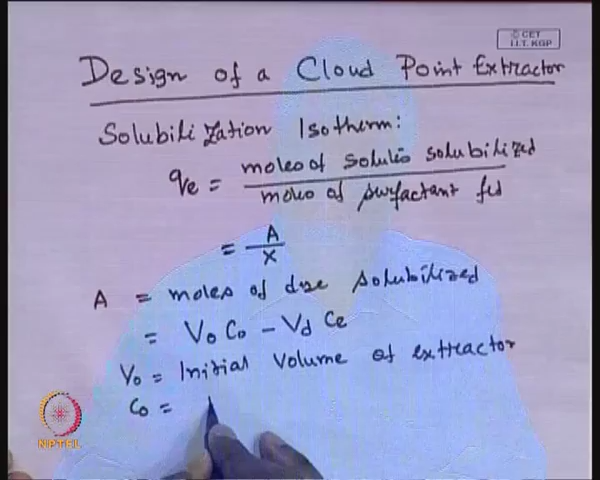 © CET
I.I.T. KGP
Design of a Cloud Point Extractor
Solubilization Isotherm:
qe = moles of solute solubilized
moles of surfactant fed
= A
X
A = moles of dye solubilized
= V0 C0 - Vd Ce
V0 = Initial Volume of extractor
C0 =
NPTEL